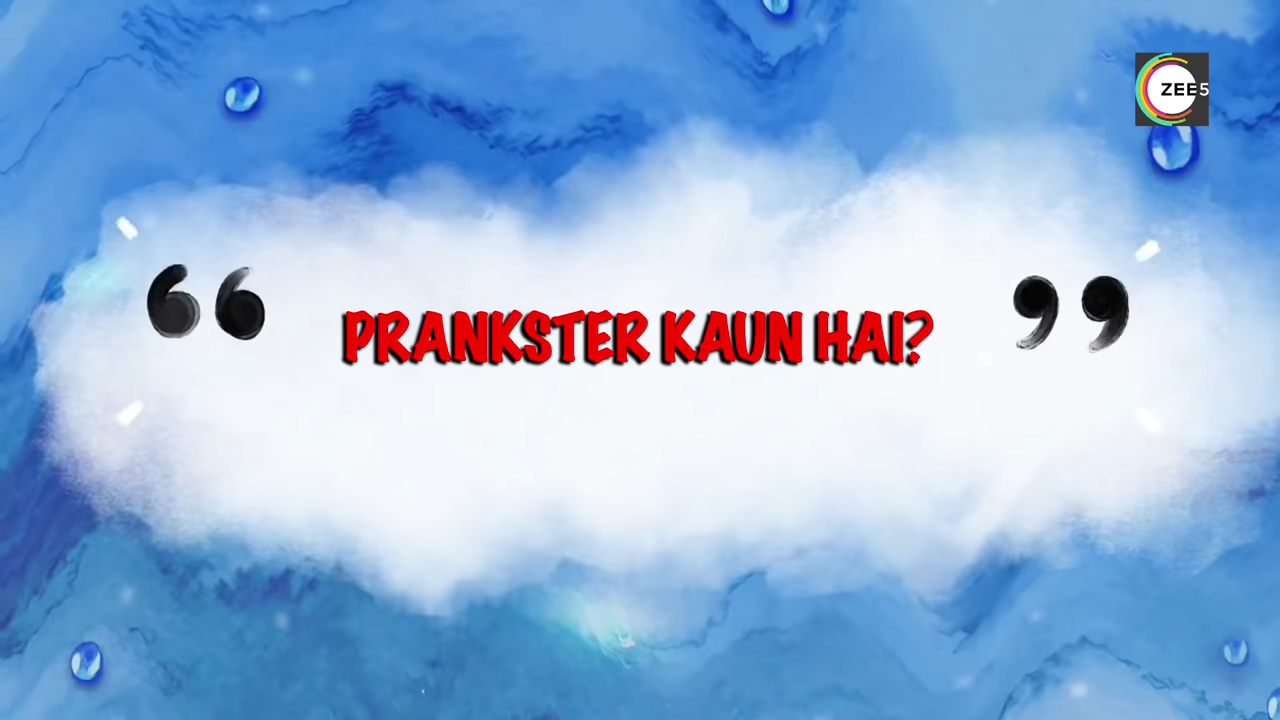 ZEE5
“ PRANKSTER KAUN HAI? ”